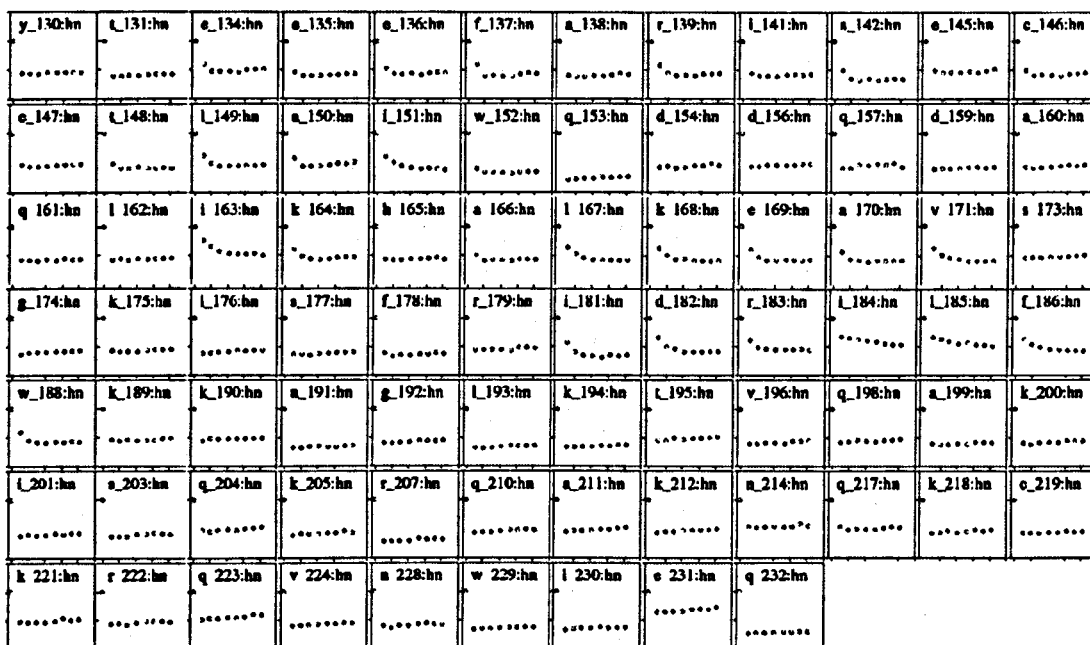 y_130:hn t_131:hn e_134:hn e_135:hn e_136:hn f_137:hn a_138:hn r_139:hn i_141:hn s_142:hn e_145:hn c_146:hn
e_147:hn t_148:hn l_149:hn a_150:hn i_151:hn w_152:hn q_153:hn d_154:hn d_156:hn q_157:hn d_159:hn a_160:hn
q 161:hn l 162:hn i 163:hn k 164:hn h 165:hn a 166:hn l 167:hn k 168:hn e 169:hn a 170:hn v 171:hn s 173:hn
g_174:hn k_175:hn i_176:hn s_177:hn f_178:hn r_179:hn i_181:hn d_182:hn r_183:hn i_184:hn l_185:hn f_186:hn
w_188:hn k_189:hn k_190:hn a_191:hn g_192:hn l_193:hn k_194:hn t_195:hn v_196:hn q_198:hn a_199:hn k_200:hn
i_201:hn s_203:hn q_204:hn k_205:hn r_207:hn q_210:hn a_211:hn k_212:hn n_214:hn q_217:hn k_218:hn c_219:hn
k 221:hn r 222:hn q 223:hn v 224:hn n 228:hn w 229:hn l 230:hn e 231:hn q 232:hn